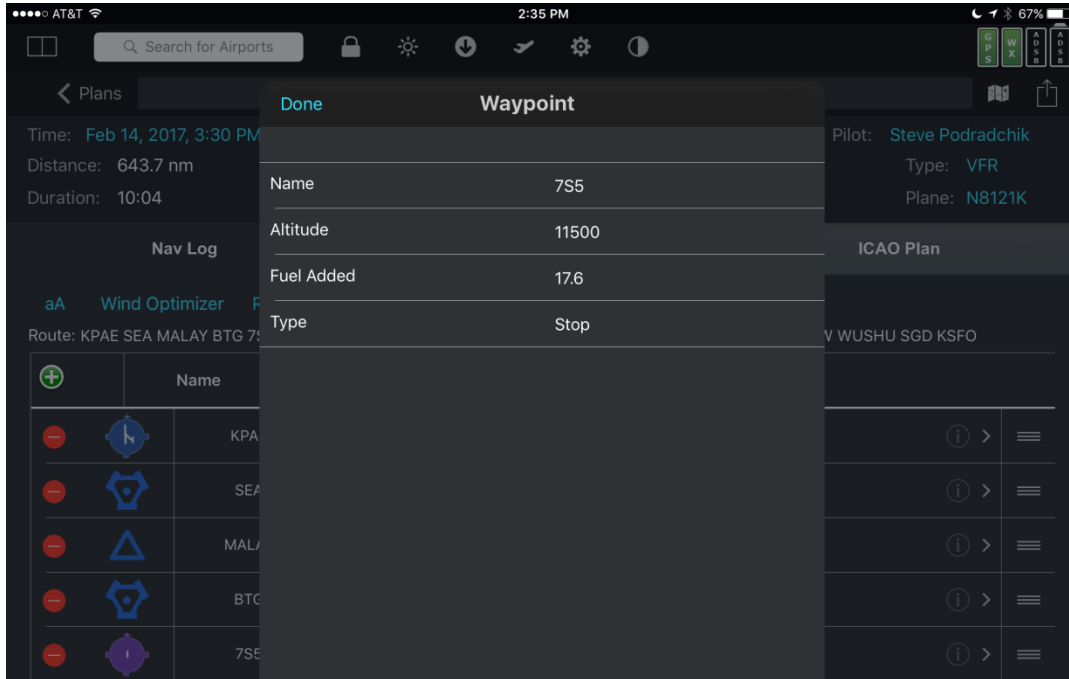 AT&T 2:35 PM 67%
Search for Airports GPS WX ADSB ADSB
Plans
Done Waypoint
Time: Feb 14, 2017, 3:30 PM Pilot: Steve Podradchik
Distance: 643.7 nm Type: VFR
Duration: 10:04 Plane: N8121K
Name 7S5
Altitude 11500
Fuel Added 17.6
Type Stop
Nav Log ICAO Plan
aA Wind Optimizer
Route: KPAE SEA MALAY BTG WUSHU SGD KSFO
Name
KPA
SEA
MALA
BTG
7S5